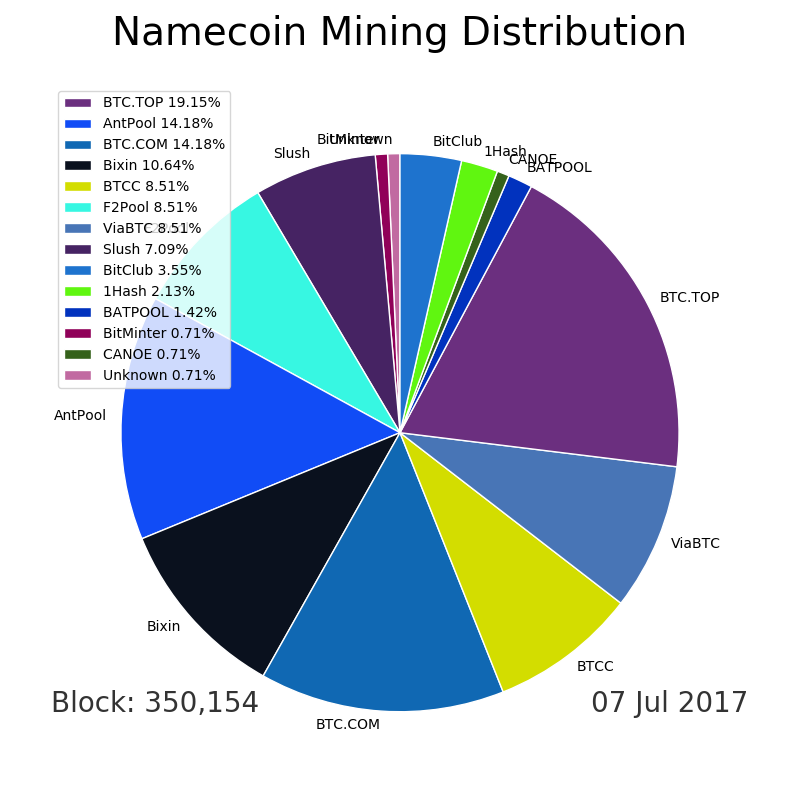 Namecoin Mining Distribution
BTC.TOP 19.15%
AntPool 14.18%
BTC.COM 14.18%
Bixin 10.64%
BTCC 8.51%
F2Pool 8.51%
ViaBTC 8.51%
Slush 7.09%
BitClub 3.55%
1Hash 2.13%
BATPOOL 1.42%
BitMinter 0.71%
CANOE 0.71%
Unknown 0.71%
BitMinter
Unknown
BitClub
1Hash
CANOE
BATPOOL
Slush
BTC.TOP
AntPool
ViaBTC
Bixin
BTCC
BTC.COM
Block: 350,154
07 Jul 2017